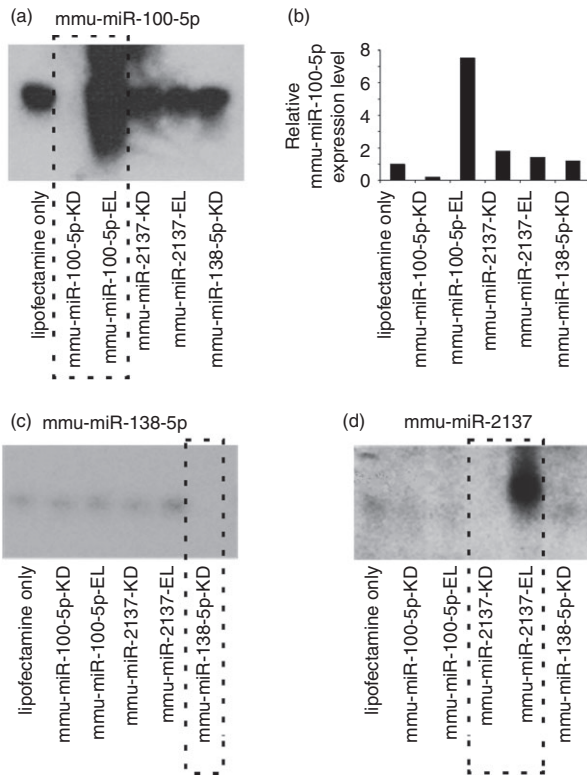 (a) mmu-miR-100-5p
lipofectamine only
mmu-miR-100-5p-KD
mmu-miR-100-5p-EL
mmu-miR-2137-KD
mmu-miR-2137-EL
mmu-miR-138-5p-KD
(b)
Relative
mmu-miR-100-5p
expression level
8
6
4
2
0
lipofectamine only
mmu-miR-100-5p-KD
mmu-miR-100-5p-EL
mmu-miR-2137-KD
mmu-miR-2137-EL
mmu-miR-138-5p-KD
(c) mmu-miR-138-5p
lipofectamine only
mmu-miR-100-5p-KD
mmu-miR-100-5p-EL
mmu-miR-2137-KD
mmu-miR-2137-EL
mmu-miR-138-5p-KD
(d) mmu-miR-2137
lipofectamine only
mmu-miR-100-5p-KD
mmu-miR-100-5p-EL
mmu-miR-2137-KD
mmu-miR-2137-EL
mmu-miR-138-5p-KD